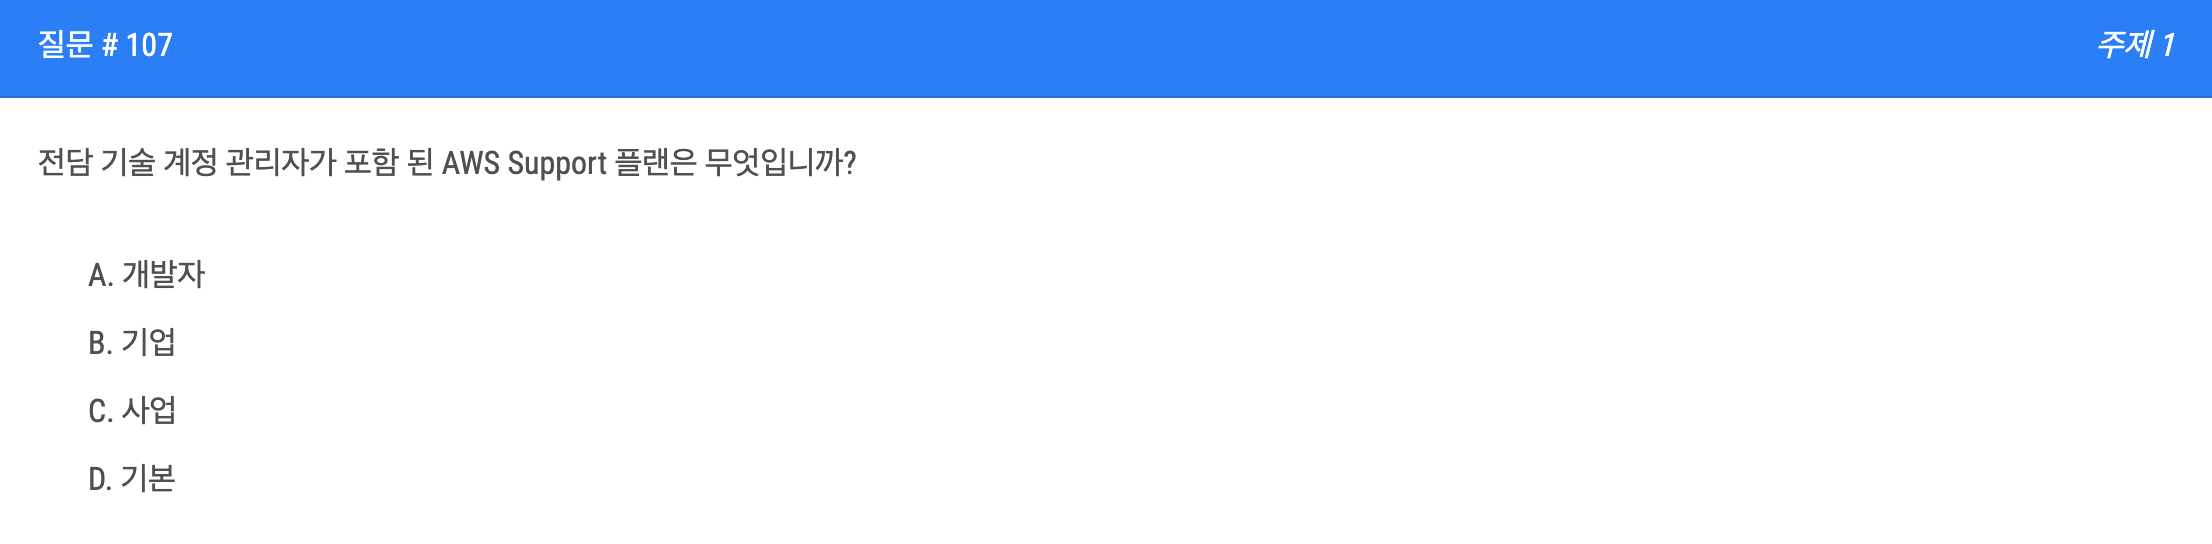 질문 # 107
주제 1
전담 기술 계정 관리자가 포함 된 AWS Support 플랜은 무엇입니까?
A. 개발자
B. 기업
C. 사업
D. 기본